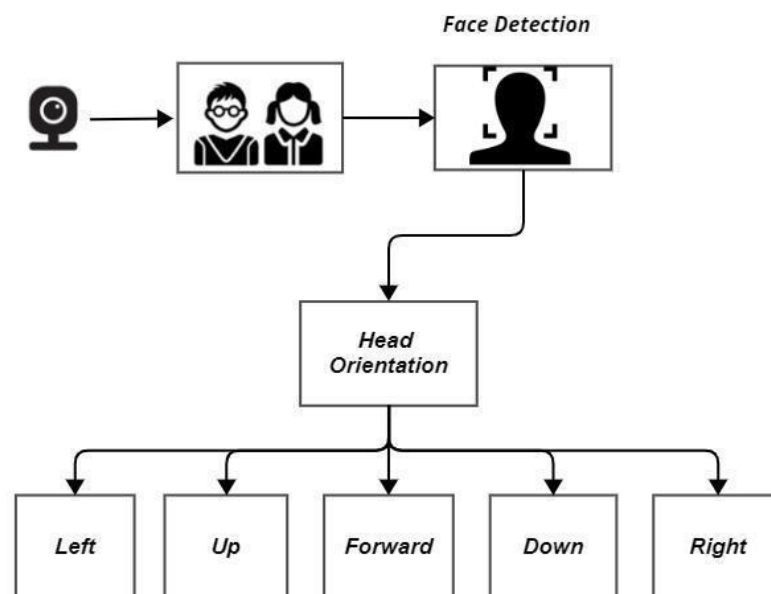 Face Detection
Head
Orientation
Left
Up
Forward
Down
Right